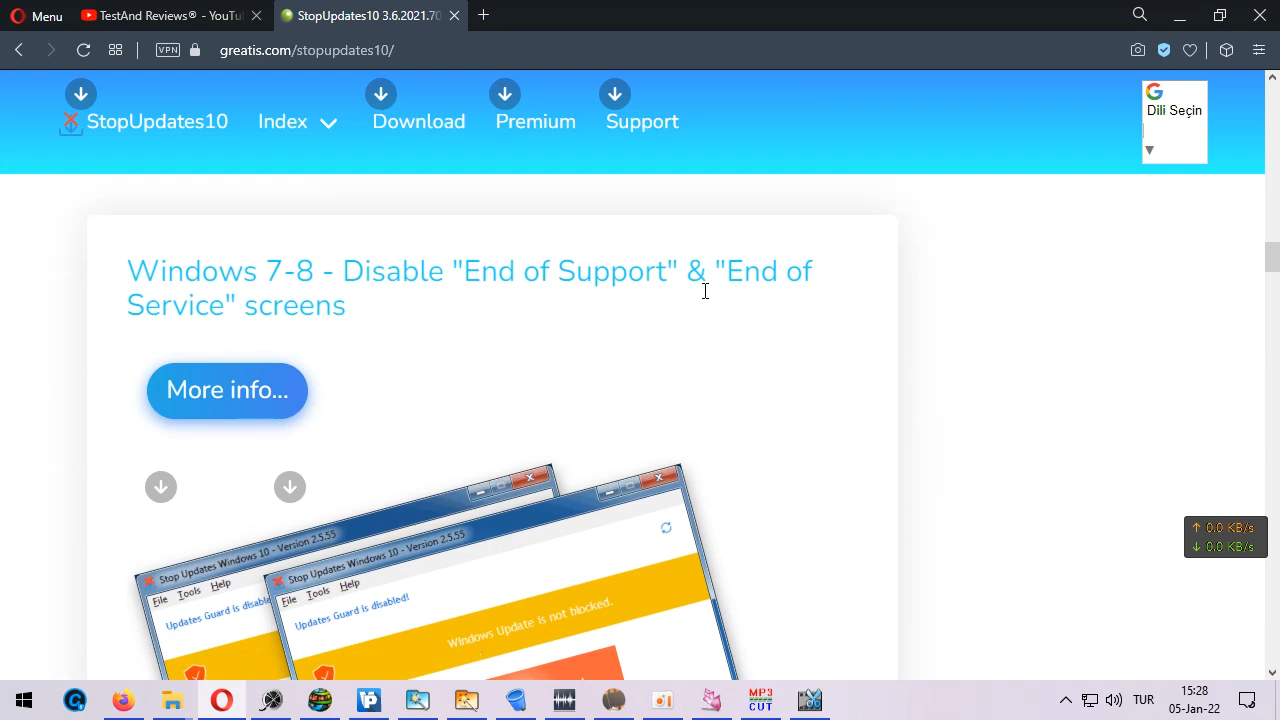 Menu
TestAnd Reviews® - YouTu
StopUpdates10 3.6.2021.70
VPN
greatis.com/stopupdates10/
StopUpdates10
Index
Download
Premium
Support
Dili Seçin
Windows 7-8 - Disable "End of Support" & "End of
Service" screens
More info...
Stop Updates Windows 10 - Version 2.5.55
File Tools Help
Updates Guard is disable
Stop Updates Windows 10 - Version 2.5.55
File Tools Help
Updates Guard is disabled!
Windows Update is not blocked.
0.0 KB/s
0.0 KB/s
MP3
CUT
TUR
15:28
05-Jan-22